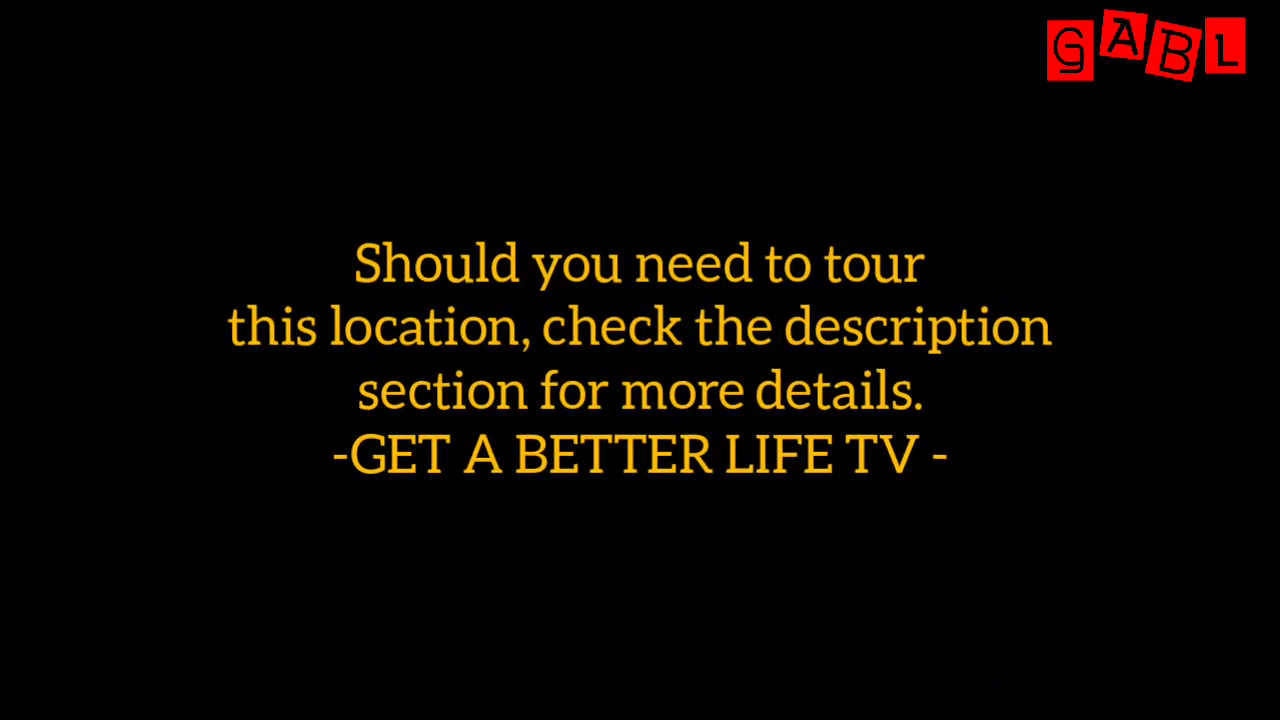 GABL
Should you need to tour
this location, check the description
section for more details.
-GET A BETTER LIFE TV -